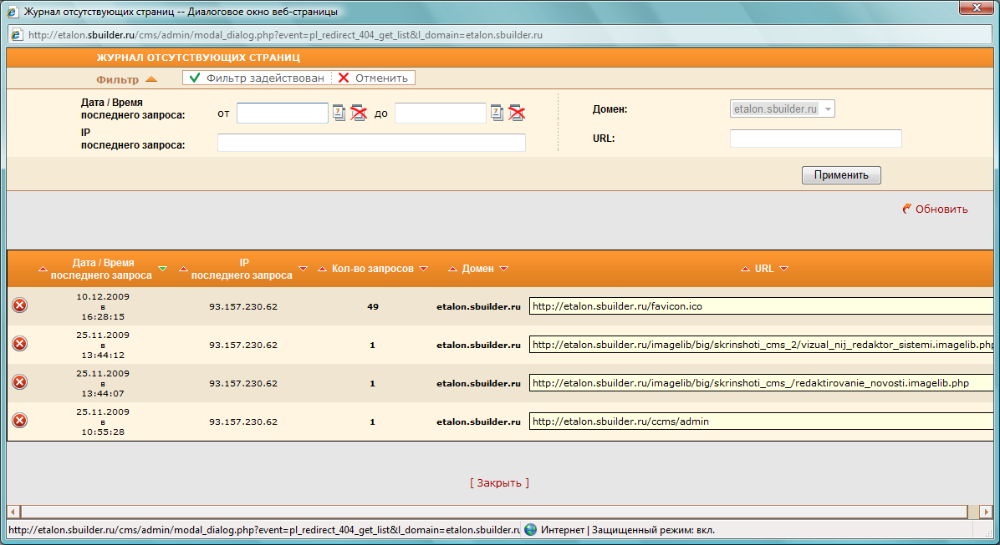 Журнал отсутствующих страниц -- Диалоговое окно веб-страницы
http://etalon.sbuilder.ru/cms/admin/modal_dialog.php?event=pl_redirect_404_get_list&l_domain=etalon.sbuilder.ru
ЖУРНАЛ ОТСУТСТВУЮЩИХ СТРАНИЦ
Фильтр Фильтр задействован Отменить
Дата / Время
последнего запроса: от до
Домен: etalon.sbuilder.ru
IP
последнего запроса:
URL:
Применить
Обновить
Дата / Время
последнего запроса
IP
последнего запроса
Кол-во запросов
Домен
URL
10.12.2009
в
16:28:15
93.157.230.62 49 etalon.sbuilder.ru http://etalon.sbuilder.ru/favicon.ico
25.11.2009
в
13:44:12
93.157.230.62 1 etalon.sbuilder.ru http://etalon.sbuilder.ru/imagelib/big/skrinshoti_cms_2/vizual_nij_redaktor_sistemi.imagelib.php
25.11.2009
в
13:44:07
93.157.230.62 1 etalon.sbuilder.ru http://etalon.sbuilder.ru/imagelib/big/skrinshoti_cms_/redaktirovanie_novosti.imagelib.php
25.11.2009
в
10:55:28
93.157.230.62 1 etalon.sbuilder.ru http://etalon.sbuilder.ru/ccms/admin
[ Закрыть ]
http://etalon.sbuilder.ru/cms/admin/modal_dialog.php?event=pl_redirect_404_get_list&l_domain=etalon.sbuilder.ru Интернет | Защищенный режим: вкл.